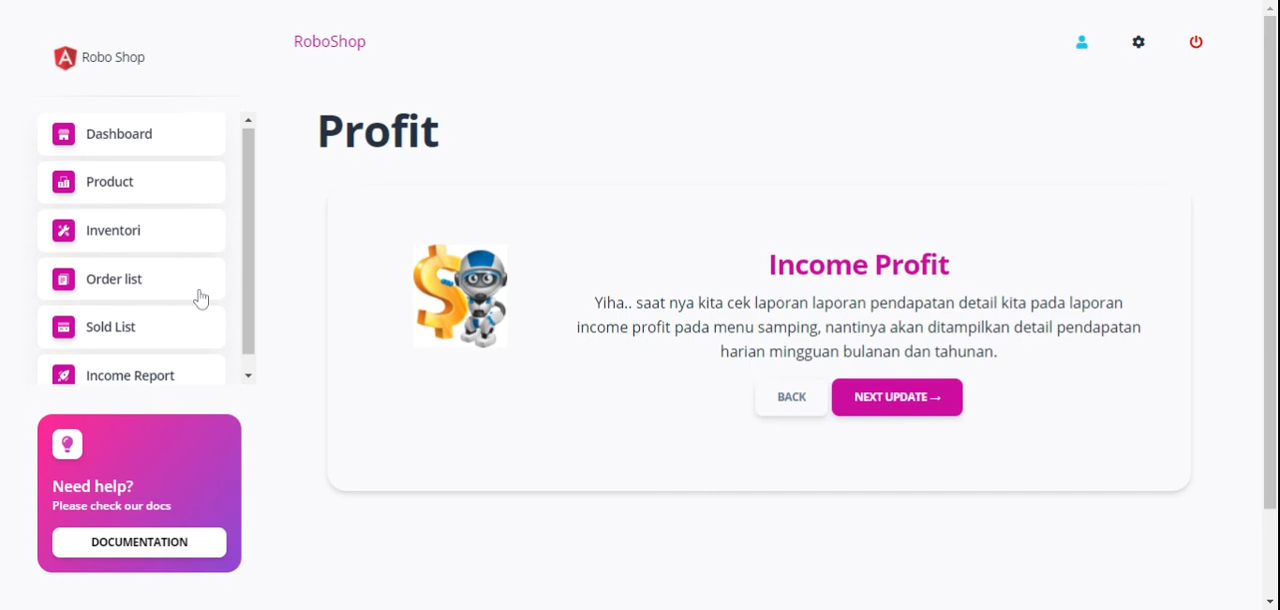 Robo Shop
RoboShop
Dashboard
Product
Inventori
Order list
Sold List
Income Report
Need help?
Please check our docs
DOCUMENTATION
Profit
Income Profit
Yiha.. saat nya kita cek laporan laporan pendapatan detail kita pada laporan
income profit pada menu samping, nantinya akan ditampilkan detail pendapatan
harian mingguan bulanan dan tahunan.
BACK
NEXT UPDATE →